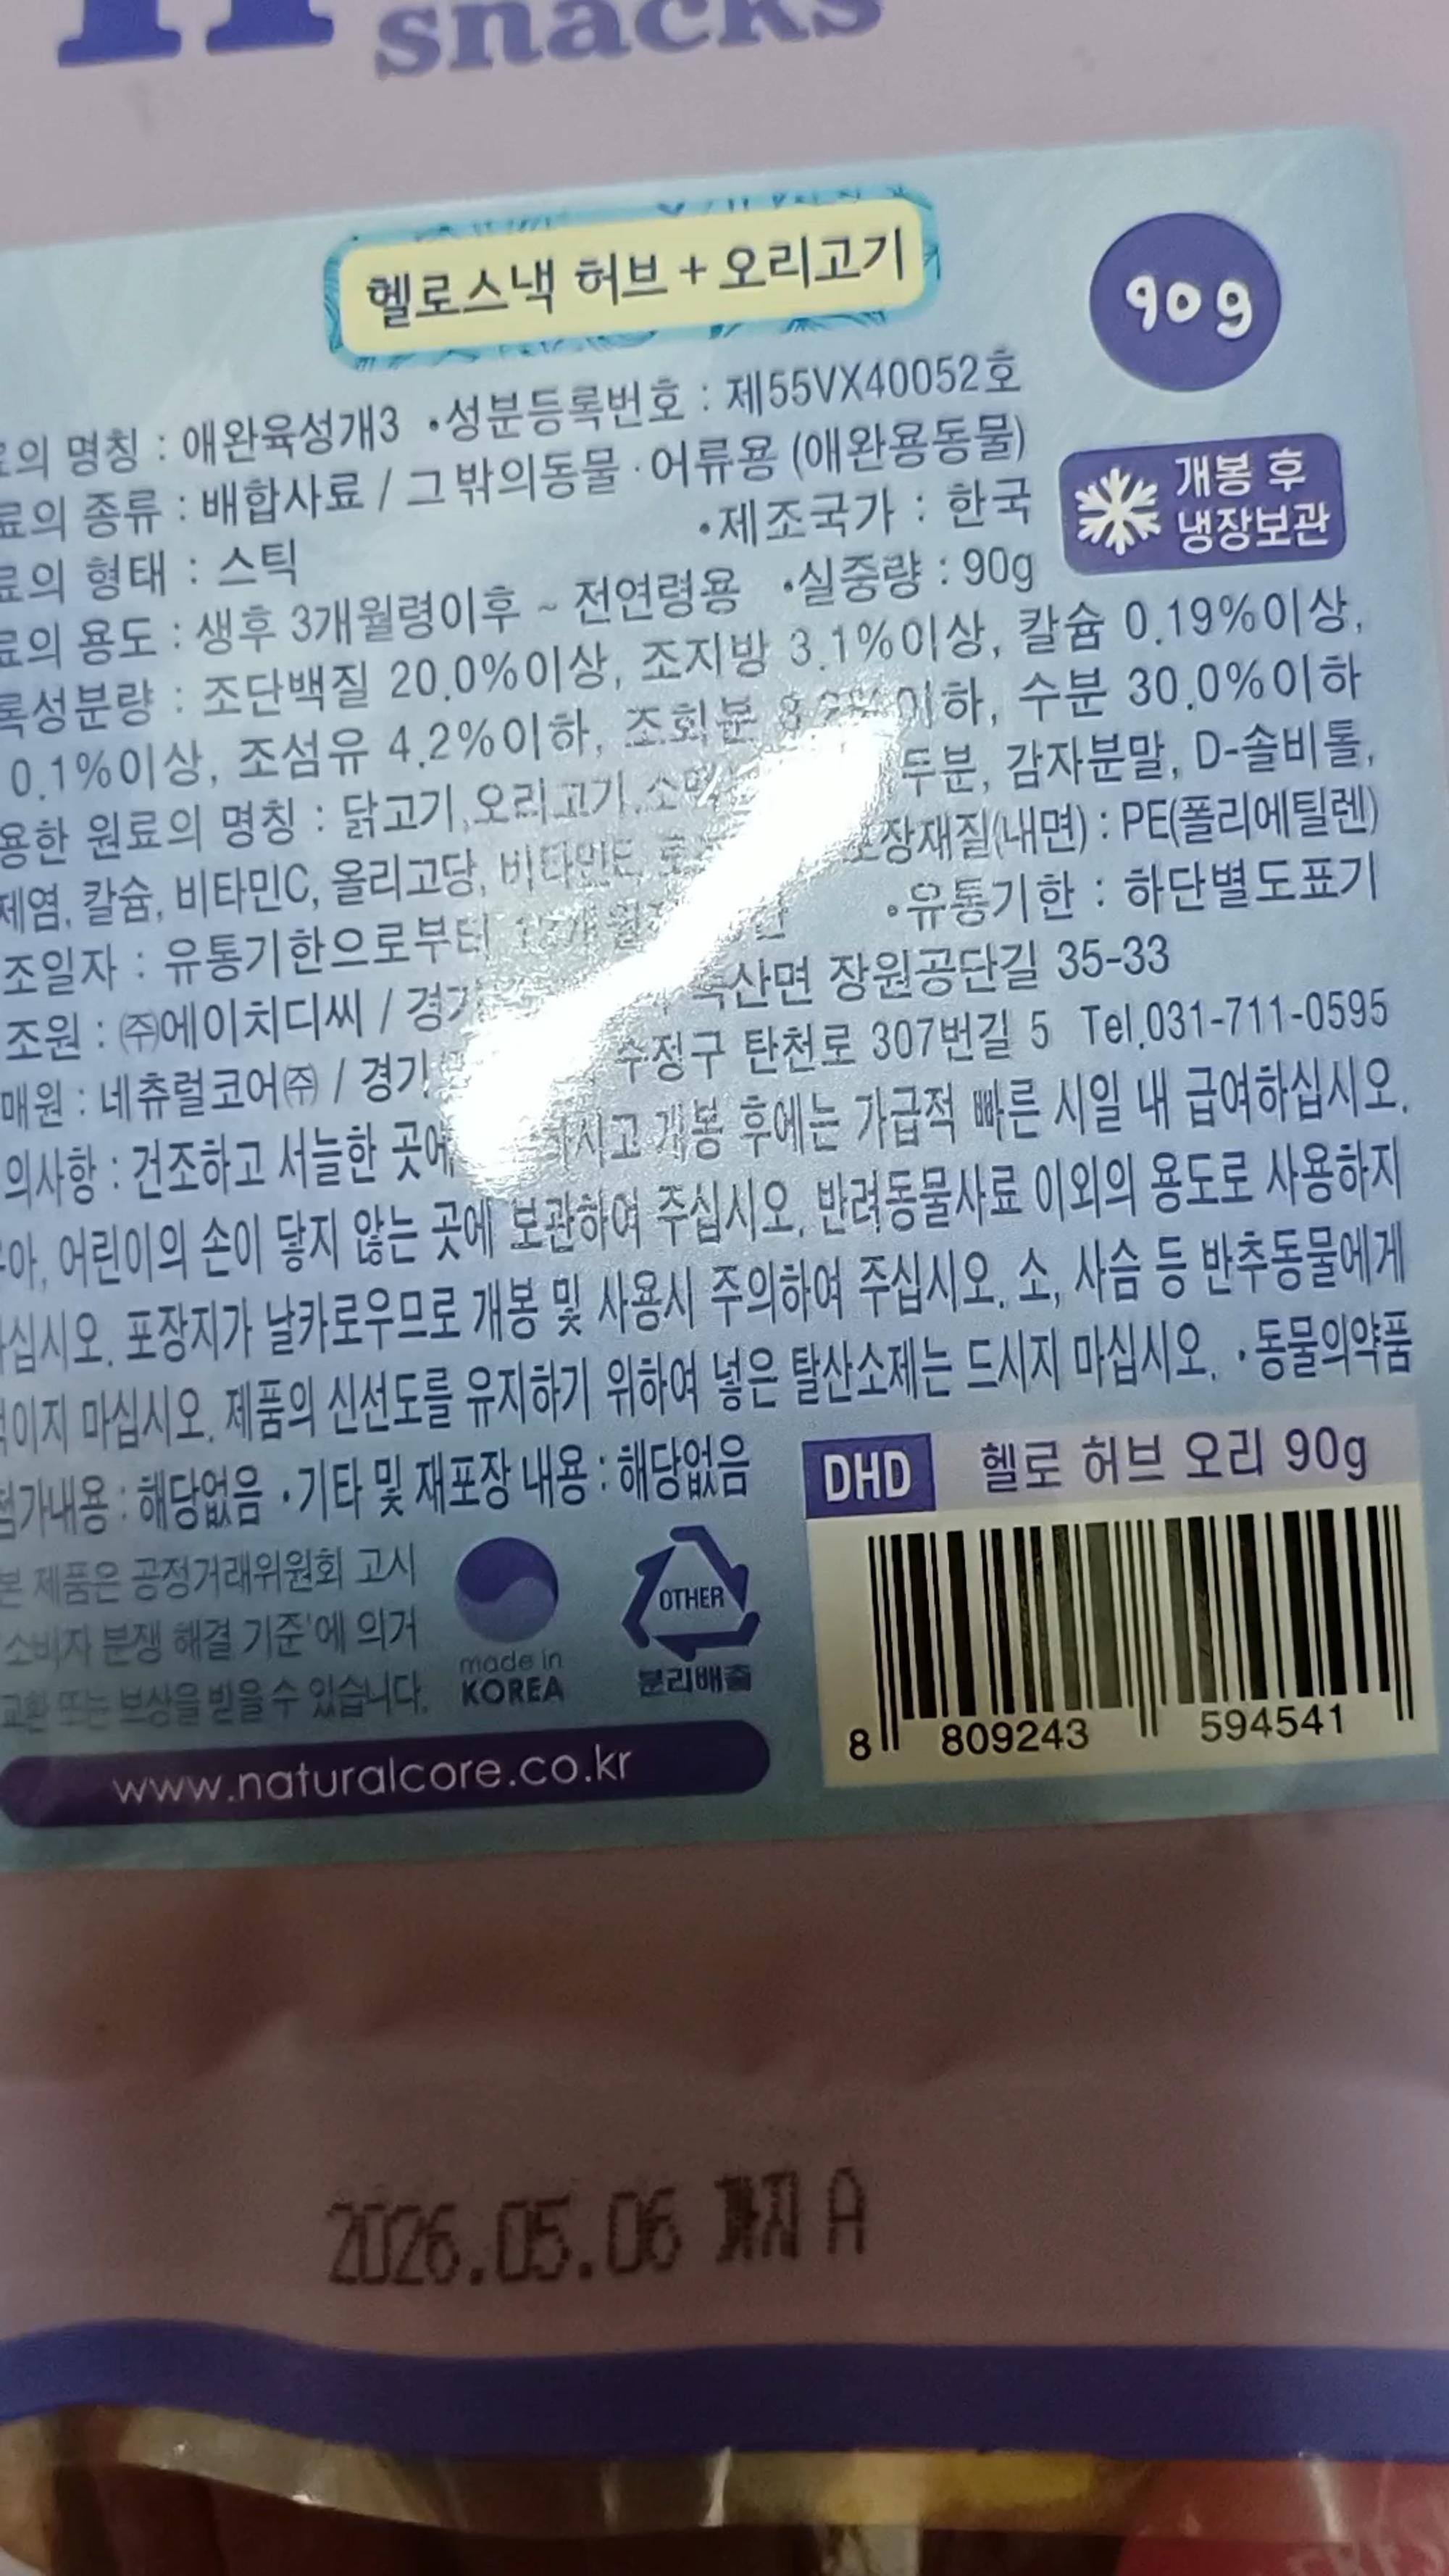 snacks
헬로스낵 허브 + 오리고기
90g
의 명칭 : 애완육성개3 •성분등록번호 : 제55VX40052호
료의 종류 : 배합사료 / 그 밖의동물·어류용 (애완용동물)
료의 형태 : 스틱 •제조국가 : 한국
개봉 후
냉장보관
료의 용도 : 생후 3개월령이후 ~ 전연령용 •실중량 : 90g
록성분량 : 조단백질 20.0%이상, 조지방 3.1%이상, 칼슘 0.19%이상,
0.1%이상, 조섬유 4.2%이하, 조회분 이하, 수분 30.0%이하
용한 원료의 명칭 : 닭고기,오리고기, 두분, 감자분말, D-솔비톨,
제염, 칼슘, 비타민C, 올리고당, 비타민E, 장재질(내면) : PE(폴리에틸렌)
조일자 : 유통기한으로부터 •유통기한 : 하단별도표기
조원 : ㈜에이치디씨 / 경기 산면 장원공단길 35-33
매원 : 네츄럴코어㈜ / 경기 수정구 탄천로 307번길 5 Tel.031-711-0595
의사항 : 건조하고 서늘한 곳에 하시고 개봉 후에는 가급적 빠른 시일 내 급여하십시오.
아, 어린이의 손이 닿지 않는 곳에 보관하여 주십시오. 반려동물사료 이외의 용도로 사용하지
십시오. 포장지가 날카로우므로 개봉 및 사용시 주의하여 주십시오. 소, 사슴 등 반추동물에게
이지 마십시오. 제품의 신선도를 유지하기 위하여 넣은 탈산소제는 드시지 마십시오. •동물의약품
첨가내용 : 해당없음 •기타 및 재포장 내용 : 해당없음
DHD 헬로 허브 오리 90g
본 제품은 공정거래위원회 고시
'소비자 분쟁 해결 기준'에 의거
교환 또는 보상을 받을 수 있습니다.
made in
KOREA
OTHER
분리배출
8 809243 594541
www.naturalcore.co.kr
2026.05.06 까지 A